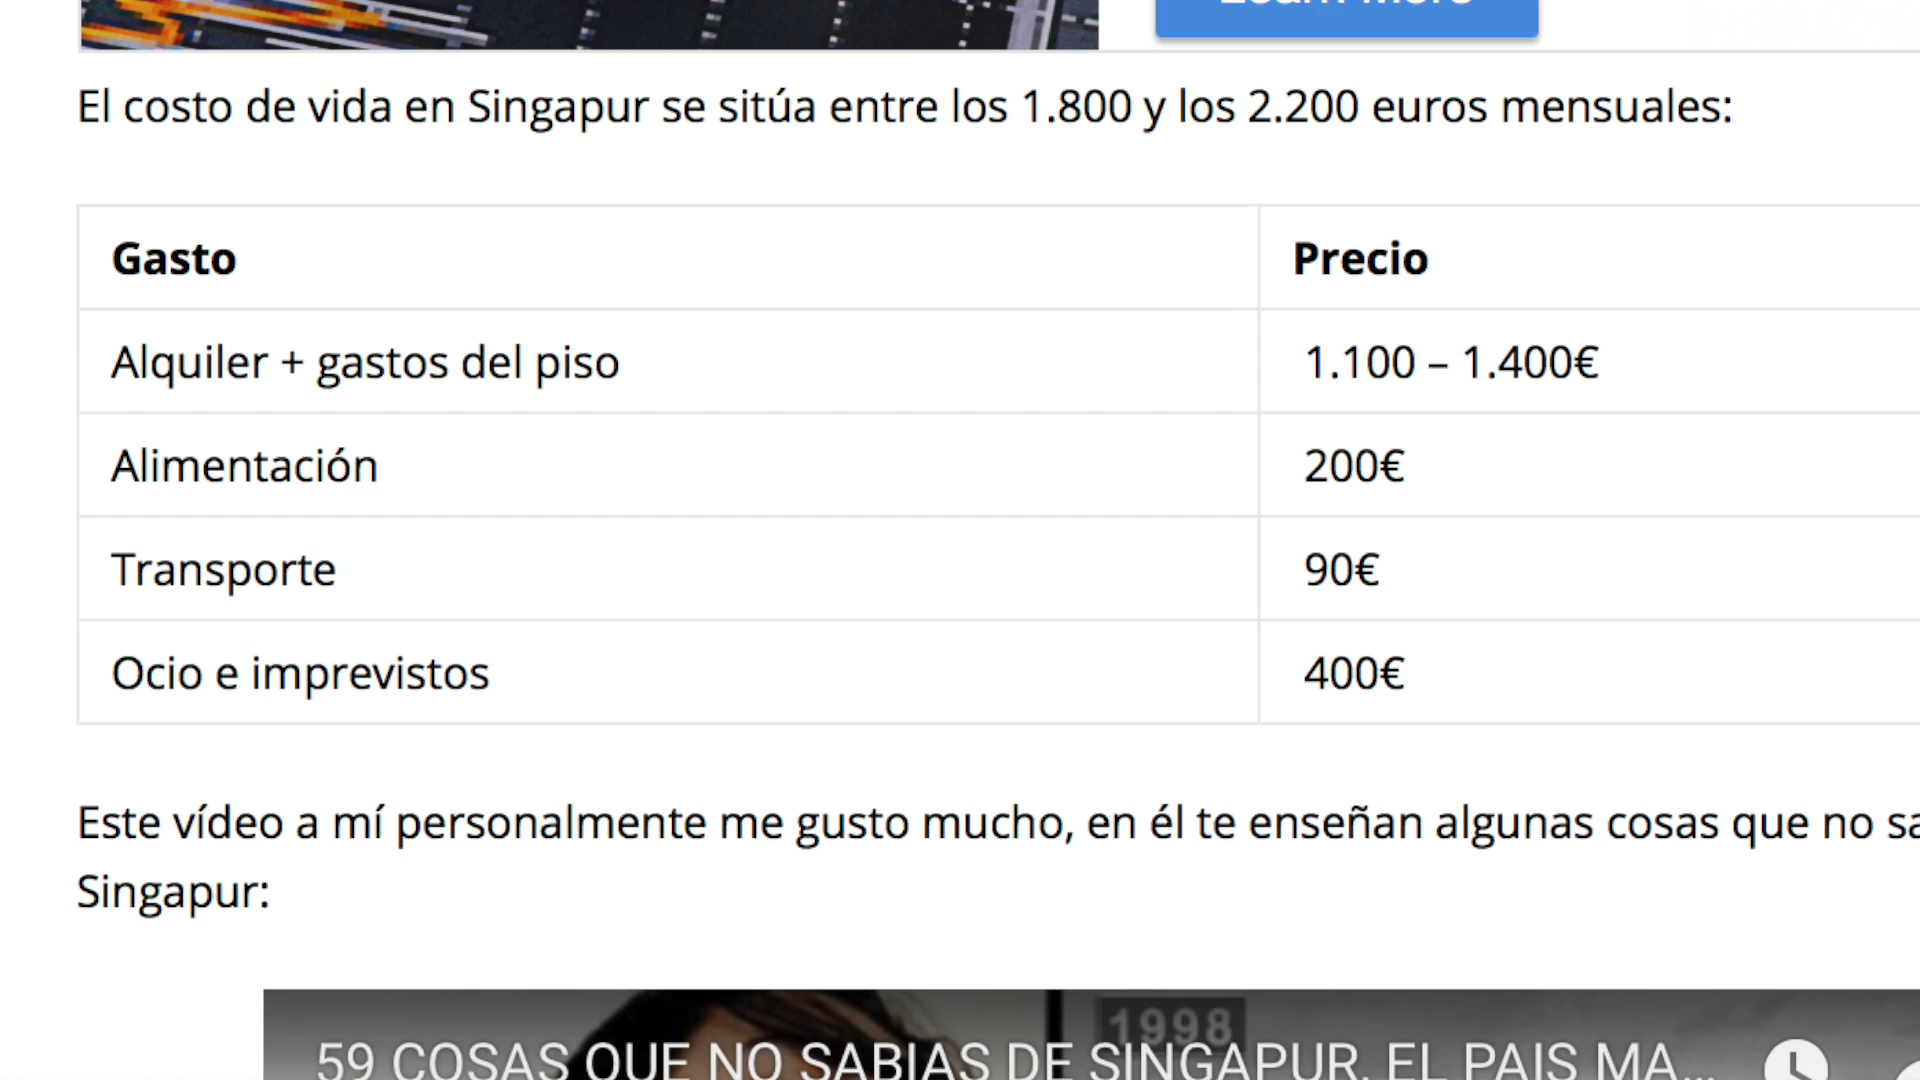 Learn More
El costo de vida en Singapur se sitúa entre los 1.800 y los 2.200 euros mensuales:
Gasto Precio
Alquiler + gastos del piso 1.100 – 1.400€
Alimentación 200€
Transporte 90€
Ocio e imprevistos 400€
Este vídeo a mí personalmente me gusto mucho, en él te enseñan algunas cosas que no
Singapur:
1998
59 COSAS QUE NO SABIAS DE SINGAPUR. EL PAIS MA...